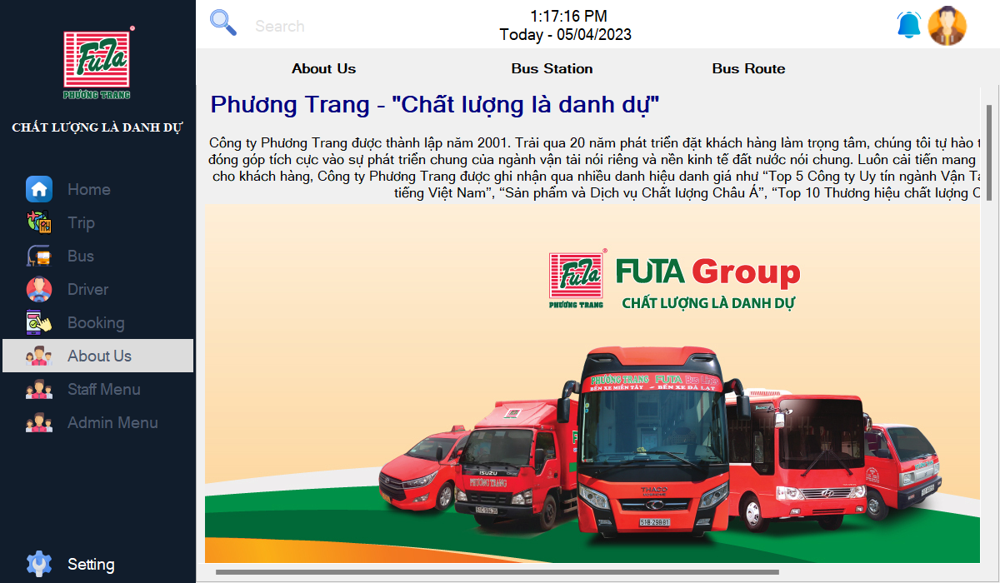 FuTa
PHƯƠNG TRANG
CHẤT LƯỢNG LÀ DANH DỰ
Home
Trip
Bus
Driver
Booking
About Us
Staff Menu
Admin Menu
Setting
Search
1:17:16 PM
Today - 05/04/2023
About Us Bus Station Bus Route
Phương Trang - "Chất lượng là danh dự"
Công ty Phương Trang được thành lập năm 2001. Trải qua 20 năm phát triển đặt khách hàng làm trọng tâm, chúng tôi tự hào
đóng góp tích cực vào sự phát triển chung của ngành vận tải nói riêng và nền kinh tế đất nước nói chung. Luôn cải tiến mang
cho khách hàng, Công ty Phương Trang được ghi nhận qua nhiều danh hiệu danh giá như “Top 5 Công ty Uy tín ngành Vận Tả
tiếng Việt Nam”, “Sản phẩm và Dịch vụ Chất lượng Châu Á”, “Top 10 Thương hiệu chất lượng
FuTa
PHƯƠNG TRANG
FUTA Group
CHẤT LƯỢNG LÀ DANH DỰ
PHƯƠNG TRANG FUTA Bus Lines
BẾN XE MIỀN TÂY – BẾN XE ĐÀ LẠT
ISUZU
PHƯƠNG TRANG
THACO
51B-299.81